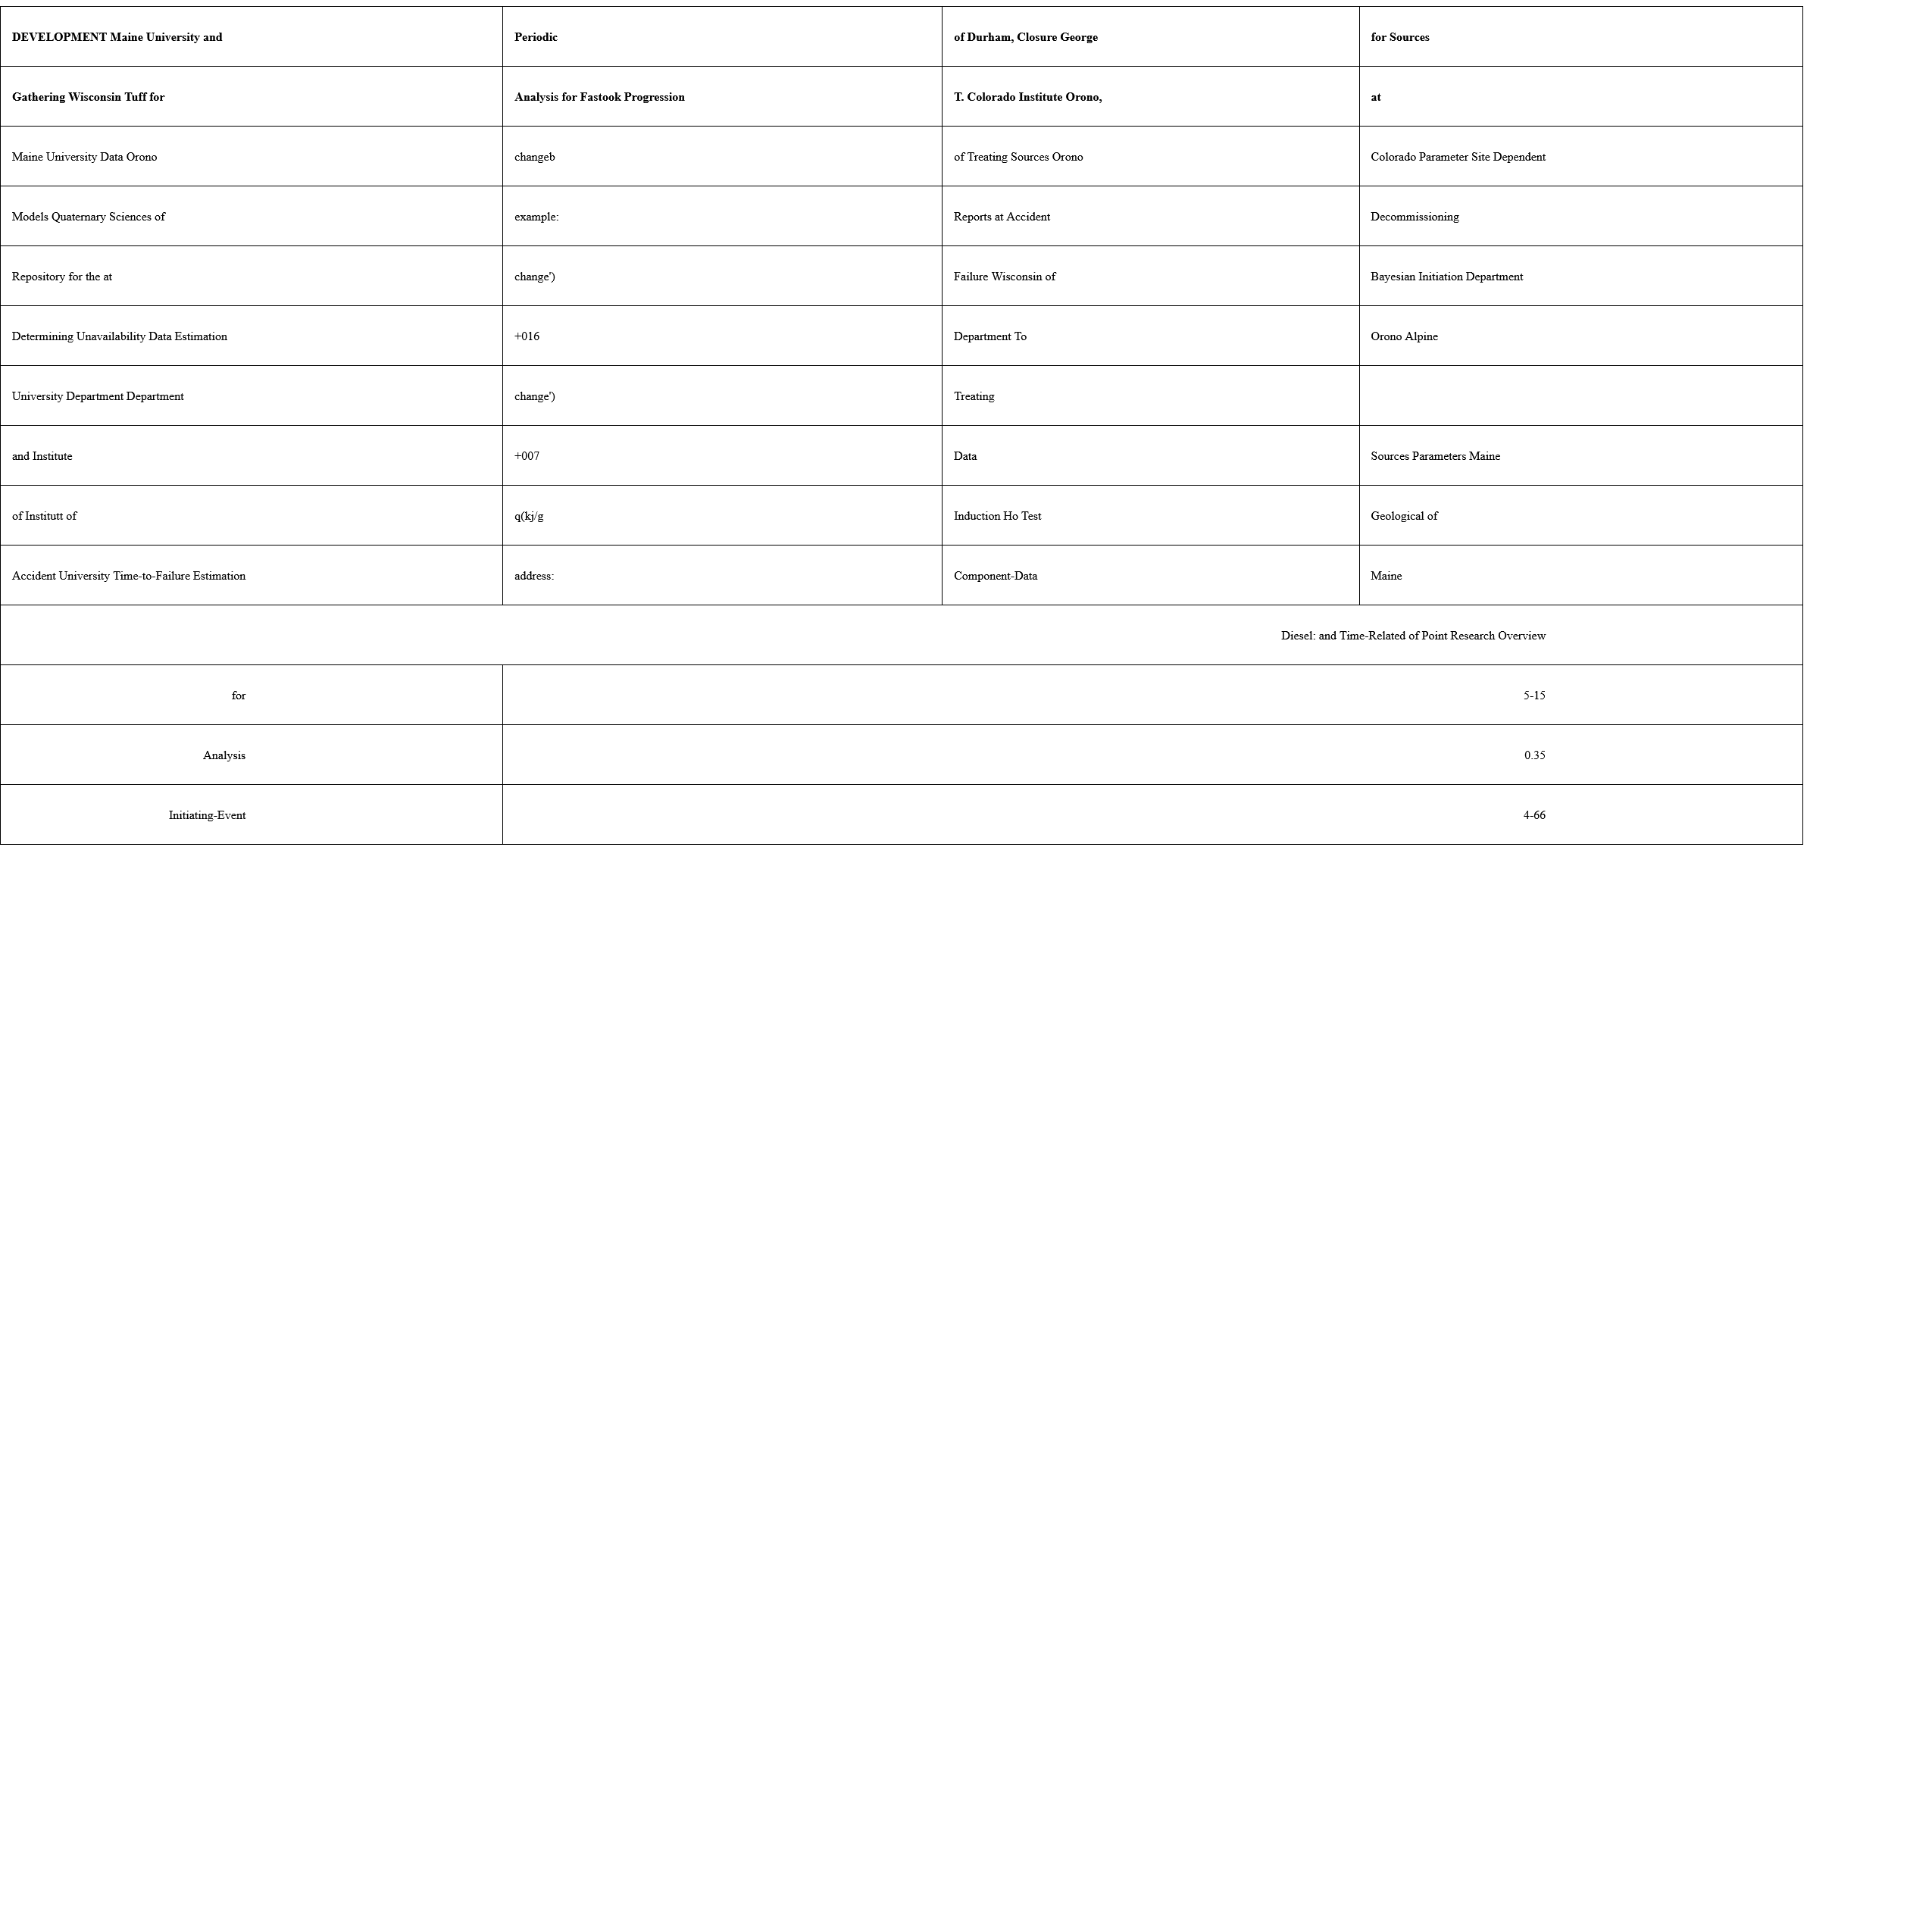 DEVELOPMENT Maine University and Periodic of Durham, Closure George for Sources
Gathering Wisconsin Tuff for Analysis for Fastook Progression T. Colorado Institute Orono, at
Maine University Data Orono changeb of Treating Sources Orono Colorado Parameter Site Dependent
Models Quaternary Sciences of example: Reports at Accident Decommissioning
Repository for the at change') Failure Wisconsin of Bayesian Initiation Department
Determining Unavailability Data Estimation +016 Department To Orono Alpine
University Department Department change') Treating
and Institute +007 Data Sources Parameters Maine
of Institutt of q(kj/g Induction Ho Test Geological of
Accident University Time-to-Failure Estimation address: Component-Data Maine
Diesel: and Time-Related of Point Research Overview
for 5-15
Analysis 0.35
Initiating-Event 4-66